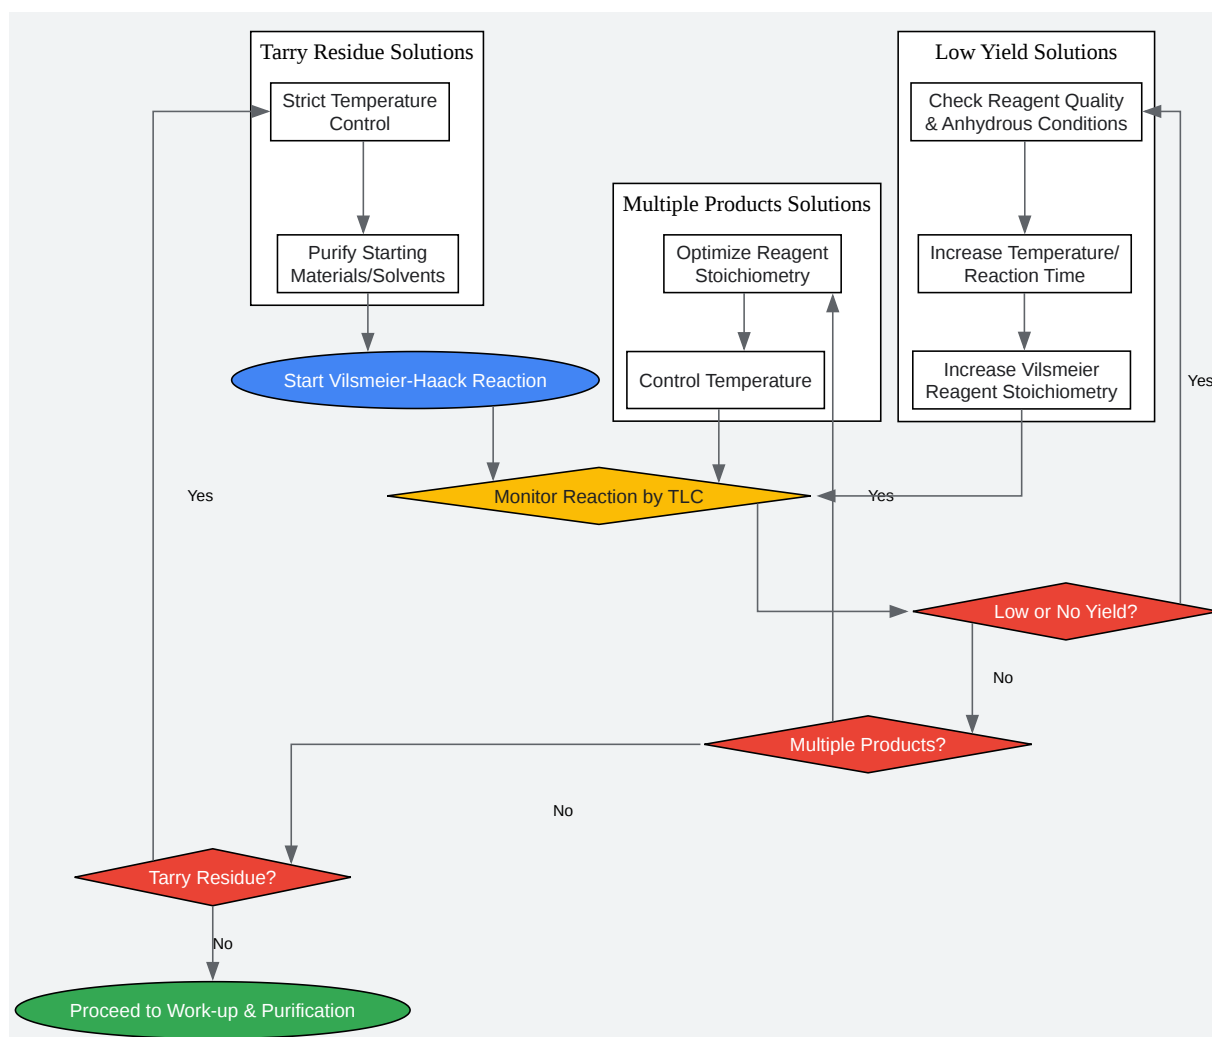 Tarry Residue Solutions
Strict Temperature
Control
Purify Starting
Materials/Solvents
Low Yield Solutions
Check Reagent Quality
& Anhydrous Conditions
Increase Temperature/
Reaction Time
Increase Vilsmeier
Reagent Stoichiometry
Multiple Products Solutions
Optimize Reagent
Stoichiometry
Control Temperature
Start Vilsmeier-Haack Reaction
Yes
Monitor Reaction by TLC
Yes
Yes
Low or No Yield?
No
Multiple Products?
No
Tarry Residue?
No
Proceed to Work-up & Purification